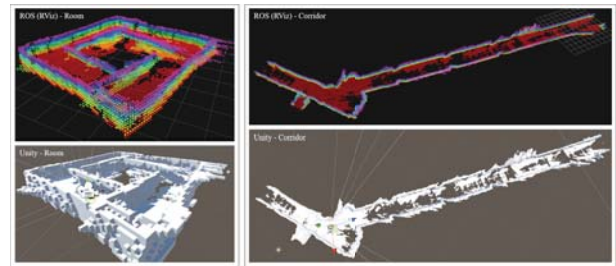 ROS (RViz) - Room
Unity - Room
ROS (RViz) - Corridor
Unity - Corridor